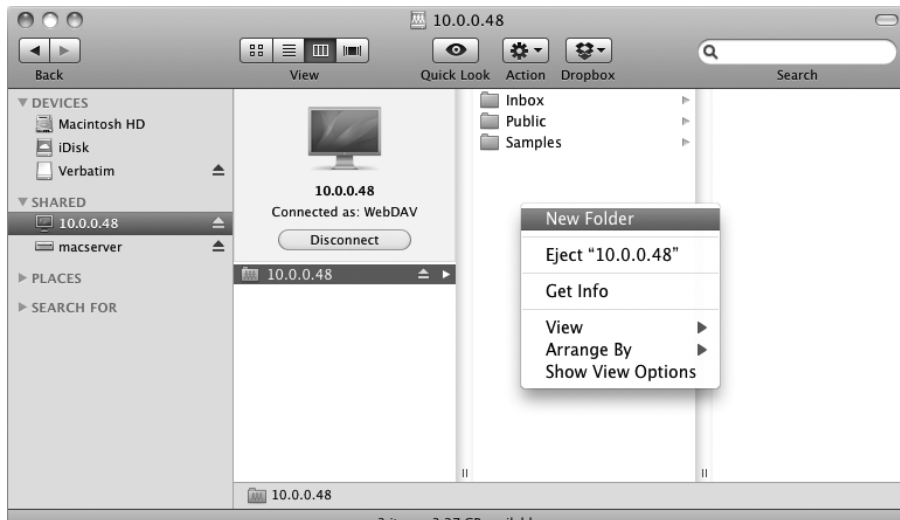 10.0.0.48
Back
View
Quick Look
Action
Dropbox
Search
DEVICES
Macintosh HD
iDisk
Verbatim
SHARED
10.0.0.48
macserver
PLACES
SEARCH FOR
10.0.0.48
Connected as: WebDAV
Disconnect
10.0.0.48
Inbox
Public
Samples
New Folder
Eject “10.0.0.48”
Get Info
View
Arrange By
Show View Options
10.0.0.48